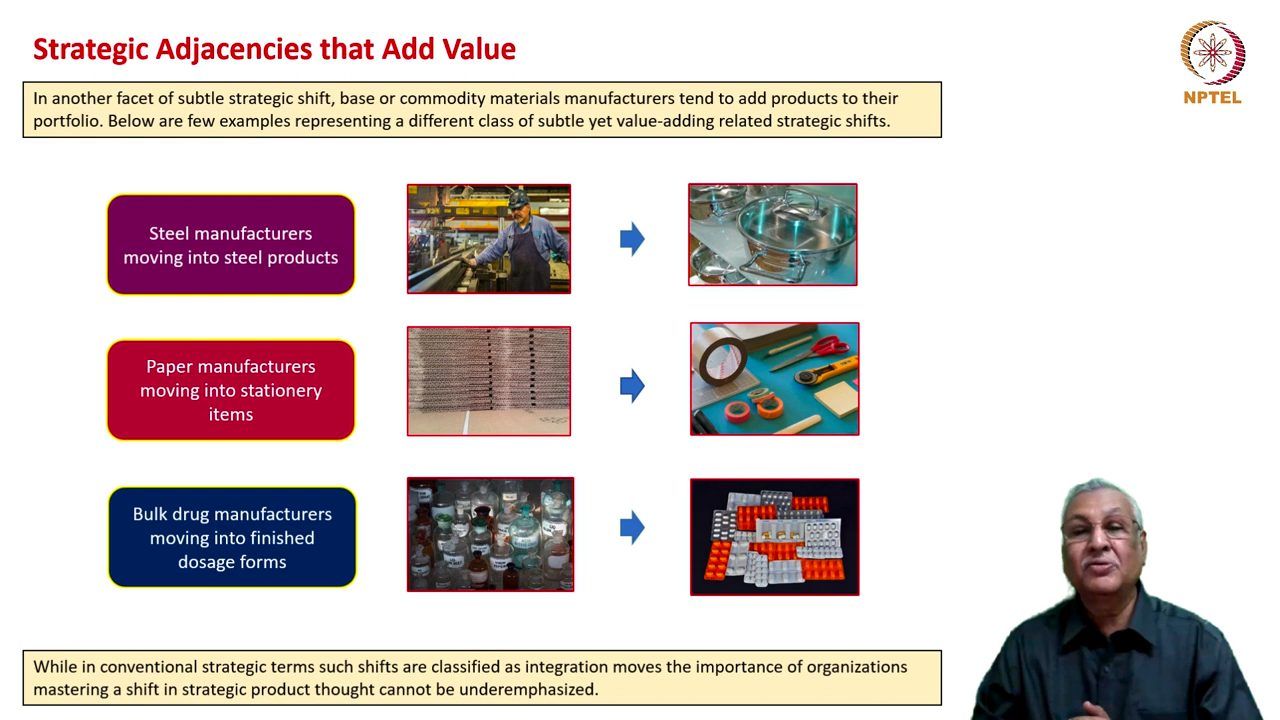 Strategic Adjacencies that Add Value
NPTEL
In another facet of subtle strategic shift, base or commodity materials manufacturers tend to add products to their
portfolio. Below are few examples representing a different class of subtle yet value-adding related strategic shifts.
Steel manufacturers
moving into steel products
Paper manufacturers
moving into stationery
items
Bulk drug manufacturers
moving into finished
dosage forms
While in conventional strategic terms such shifts are classified as integration moves the importance of organizations
mastering a shift in strategic product thought cannot be underemphasized.